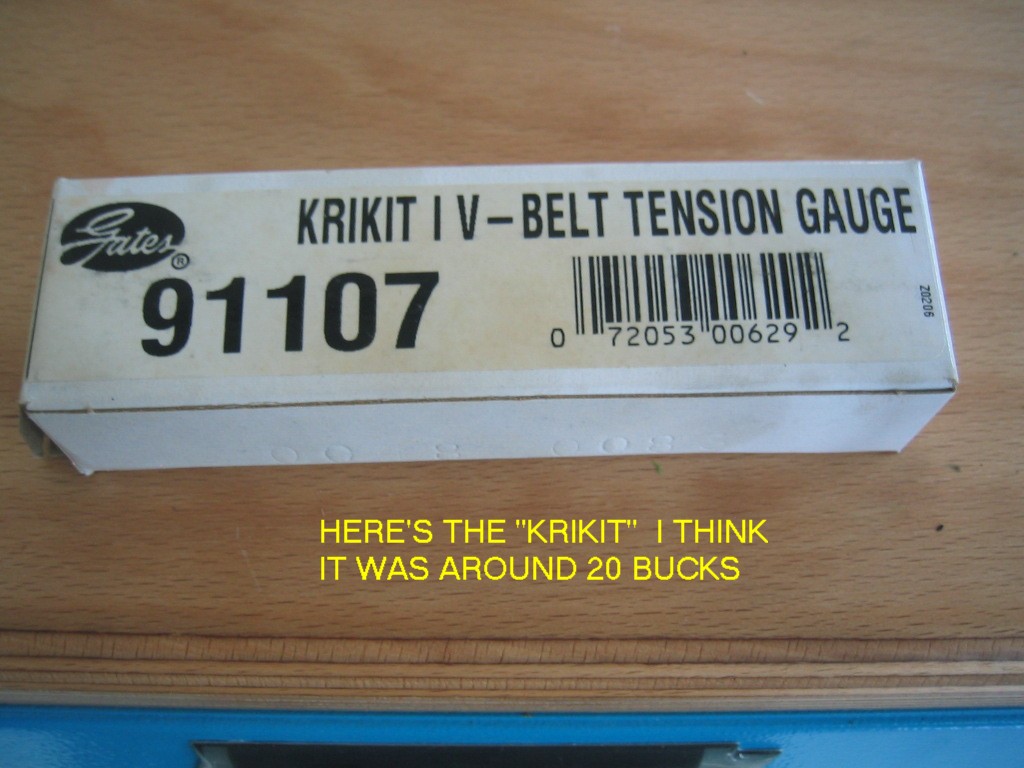 Gates®
KRIKIT I V-BELT TENSION GAUGE
91107
0 72053 00629 2
Z0206
HERE'S THE "KRIKIT" I THINK
IT WAS AROUND 20 BUCKS